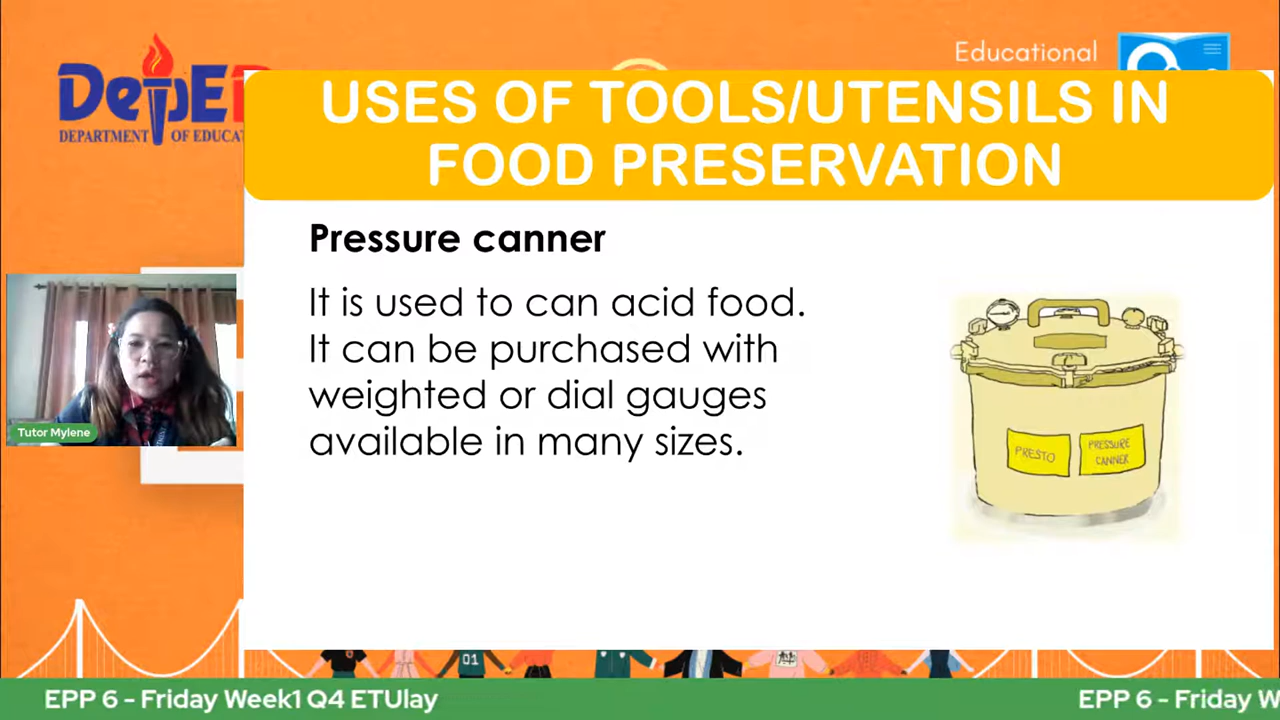 Educational
DepED
DEPARTMENT OF EDUCAT
USES OF TOOLS/UTENSILS IN
FOOD PRESERVATION
Pressure canner
It is used to can acid food.
It can be purchased with
weighted or dial gauges
available in many sizes.
PRESTO
PRESSURE
CANNER
Tutor Mylene
01
EPP 6 - Friday Week1 Q4 ETUlay
EPP 6 - Friday W